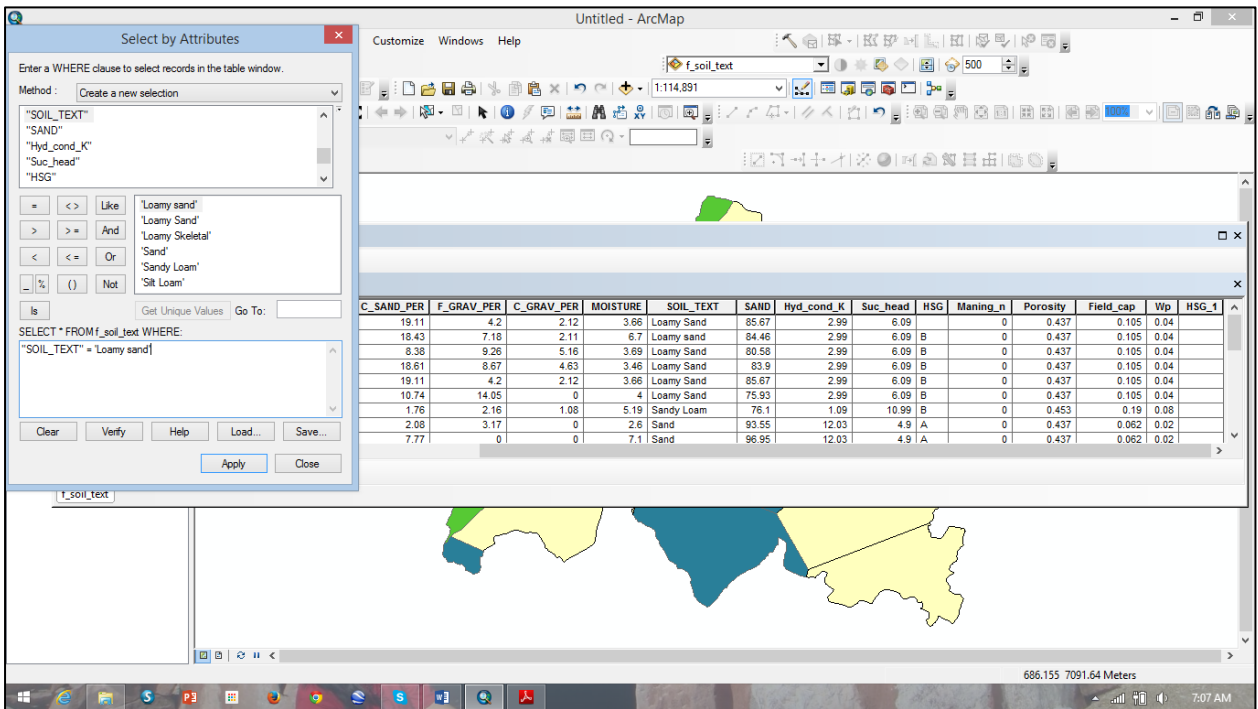 Untitled - ArcMap
Select by Attributes
Customize Windows Help
Enter a WHERE clause to select records in the table window.
f_soil_text
500
Method : Create a new selection
1:114,891
"SOIL_TEXT"
"SAND"
"Hyd_cond_K"
"Suc_head"
"HSG"
100%
= <> Like
> >= And
< <= Or
_ % () Not
Is
'Loamy sand'
'Loamy Sand'
'Loamy Skeletal'
'Sand'
'Sandy Loam'
'Silt Loam'
Get Unique Values Go To:
SELECT * FROM f_soil_text WHERE:
"SOIL_TEXT" = 'Loamy sand'
Clear Verify Help Load... Save...
Apply Close
C_SAND_PER F_GRAV_PER C_GRAV_PER MOISTURE SOIL_TEXT SAND Hyd_cond_K Suc_head HSG Maning_n Porosity Field_cap Wp HSG_1
19.11 4.2 2.12 3.66 Loamy Sand 85.67 2.99 6.09 0 0.437 0.105 0.04
18.43 7.18 2.11 6.7 Loamy sand 84.46 2.99 6.09 B 0 0.437 0.105 0.04
8.38 9.26 5.16 3.69 Loamy Sand 80.58 2.99 6.09 B 0 0.437 0.105 0.04
18.61 8.67 4.63 3.46 Loamy Sand 83.9 2.99 6.09 B 0 0.437 0.105 0.04
19.11 4.2 2.12 3.66 Loamy Sand 85.67 2.99 6.09 B 0 0.437 0.105 0.04
10.74 14.05 0 4 Loamy Sand 75.93 2.99 6.09 B 0 0.437 0.105 0.04
1.76 2.16 1.08 5.19 Sandy Loam 76.1 1.09 10.99 B 0 0.453 0.19 0.08
2.08 3.17 0 2.6 Sand 93.55 12.03 4.9 A 0 0.437 0.062 0.02
7.77 0 0 7.1 Sand 96.95 12.03 4.9 A 0 0.437 0.062 0.02
f_soil_text
686.155 7091.64 Meters
7:07 AM